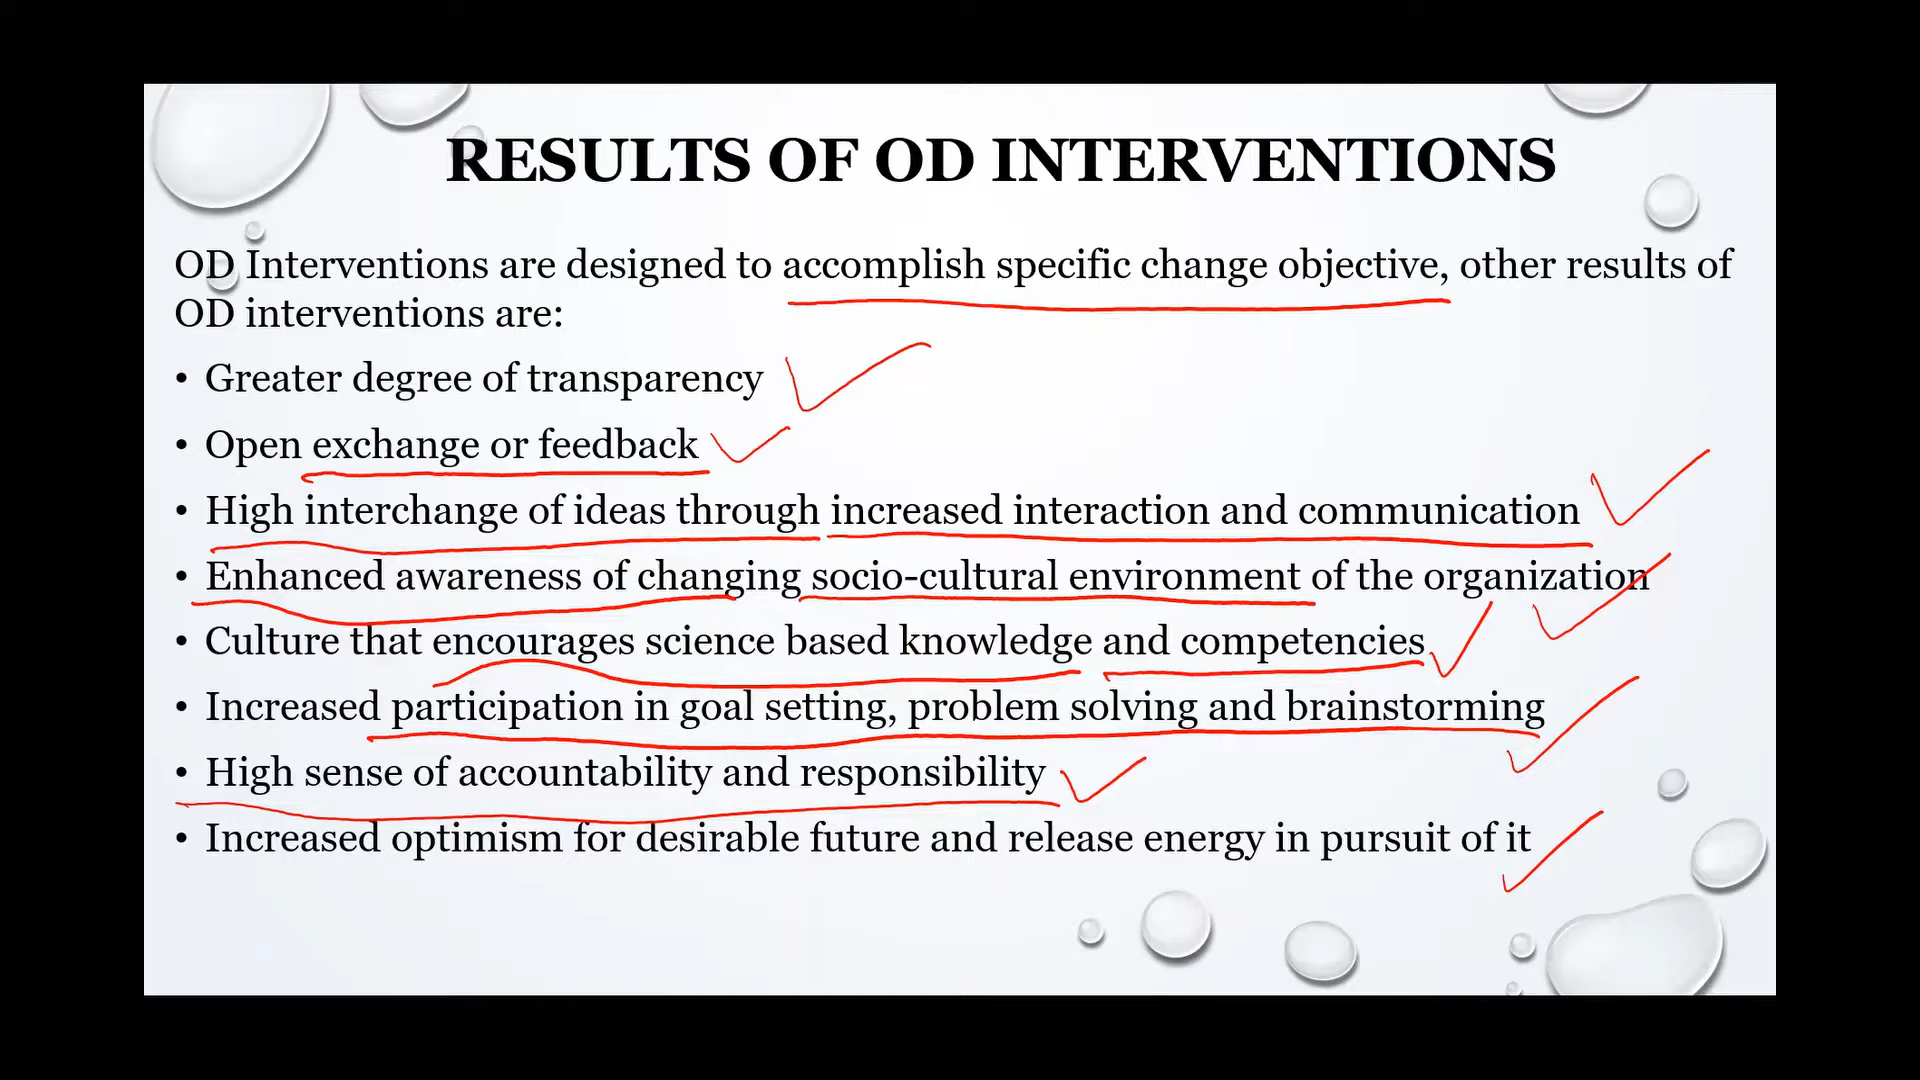 RESULTS OF OD INTERVENTIONS
OD Interventions are designed to accomplish specific change objective, other results of
OD interventions are:
• Greater degree of transparency
• Open exchange or feedback
• High interchange of ideas through increased interaction and communication
• Enhanced awareness of changing socio-cultural environment of the organization
• Culture that encourages science based knowledge and competencies
• Increased participation in goal setting, problem solving and brainstorming
• High sense of accountability and responsibility
• Increased optimism for desirable future and release energy in pursuit of it